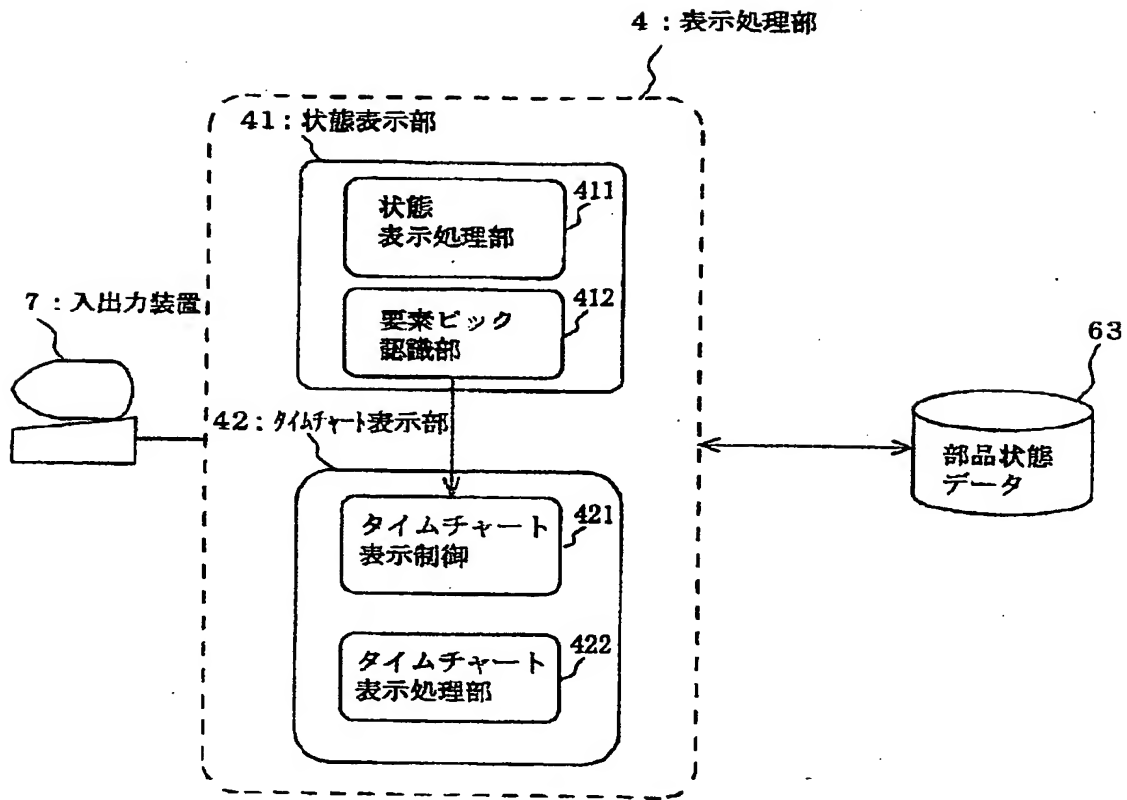 4：表示処理部
41：状態表示部
411
状態
表示処理部
412
要素ピック
認識部
7：入出力装置
63
部品状態
データ
42：タイムチャート表示部
421
タイムチャート
表示制御
422
タイムチャート
表示処理部